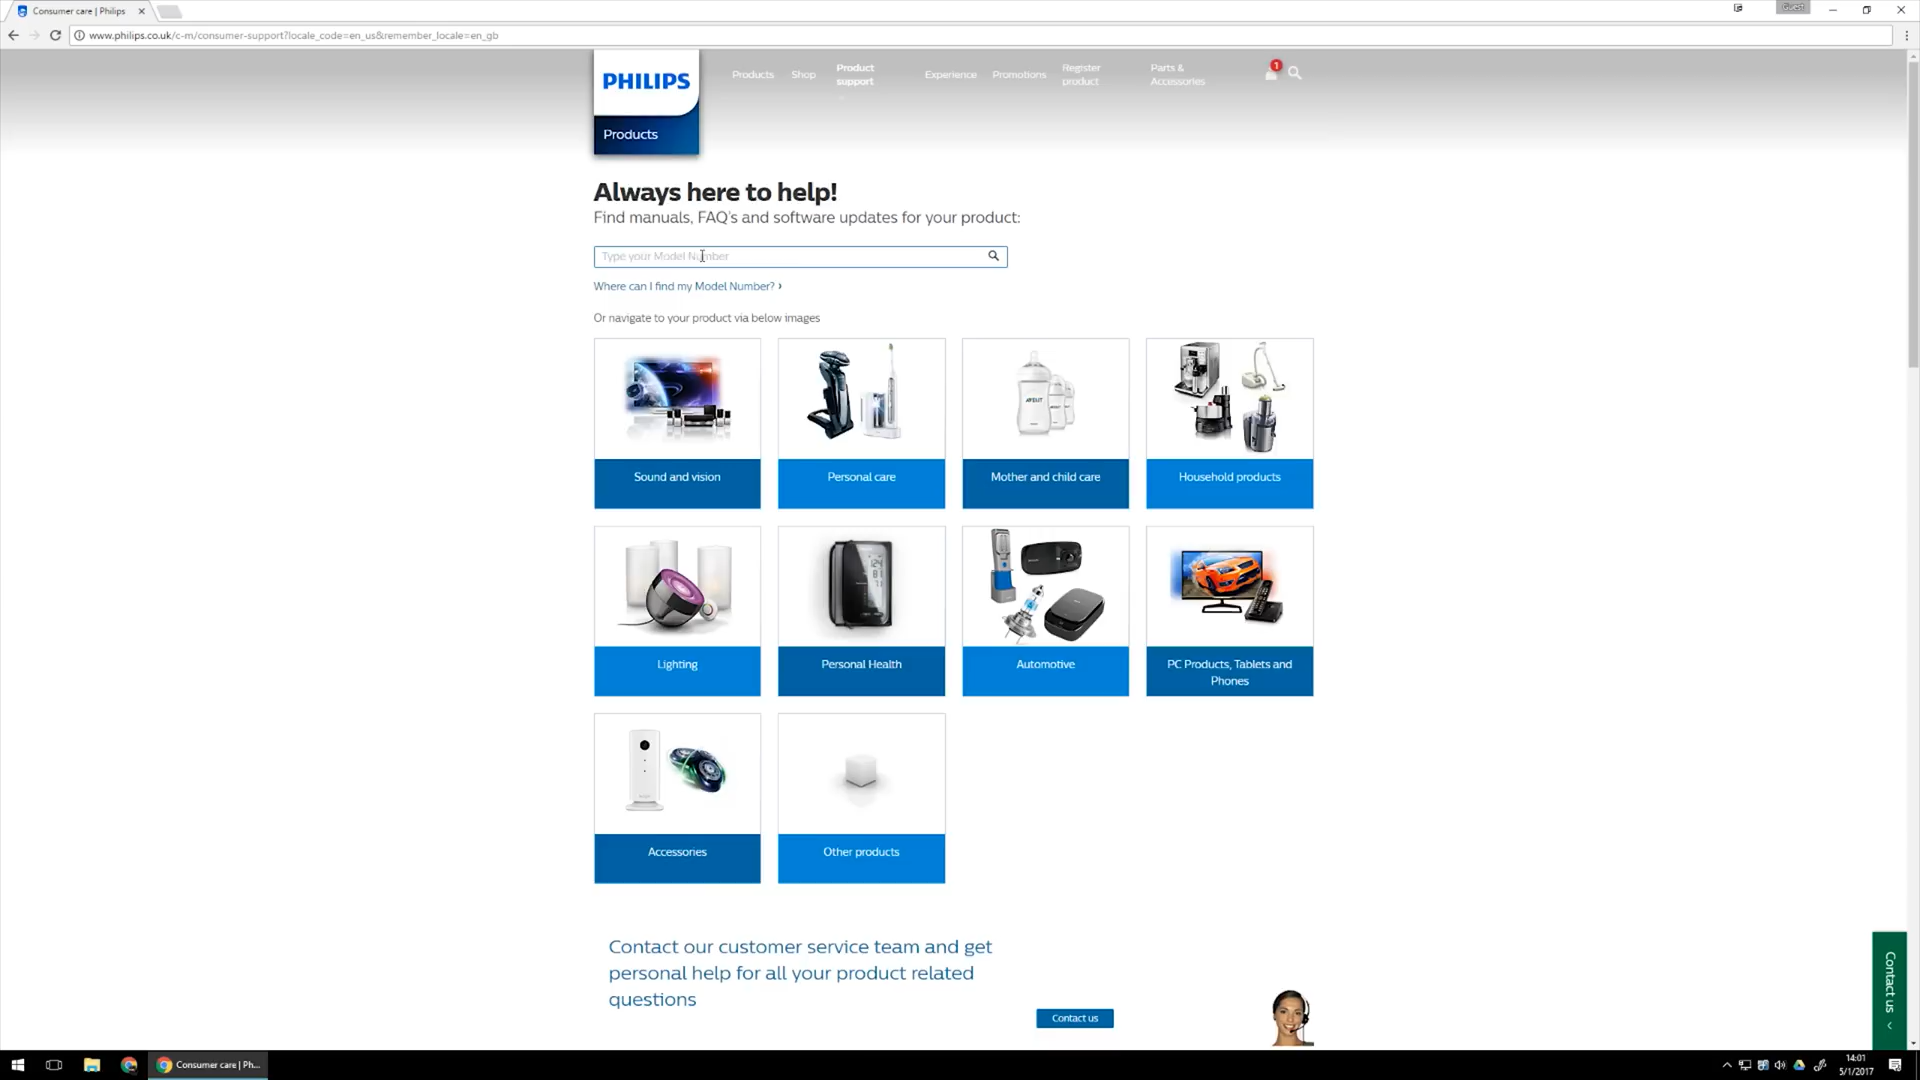 Consumer care | Philips
Guest
www.philips.co.uk/c-m/consumer-support?locale_code=en_us&remember_locale=en_gb
PHILIPS
Products
Products
Shop
Product
support
Experience
Promotions
Register
product
Parts &
Accessories
1
Always here to help!
Find manuals, FAQ's and software updates for your product:
Type your Model Number
Where can I find my Model Number? ›
Or navigate to your product via below images
AVENT
Sound and vision
Personal care
Mother and child care
Household products
Lighting
Personal Health
Automotive
PC Products, Tablets and
Phones
Accessories
Other products
Contact our customer service team and get
personal help for all your product related
questions
Contact us
Contact us
Consumer care | Ph...
14:01
5/1/2017